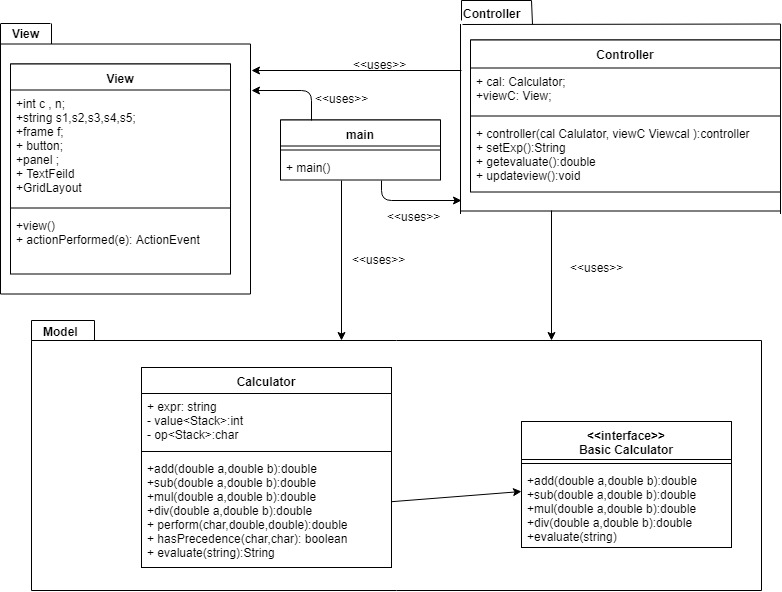 Controller
View
Controller
+ cal: Calculator;
+viewC: View;
+ controller(cal Calulator, viewC Viewcal ):controller
+ setExp():String
+ getevaluate():double
+ updateview():void
<<uses>>
View
+int c , n;
+string s1,s2,s3,s4,s5;
+frame f;
+ button;
+panel ;
+ TextFeild
+GridLayout
+view()
+ actionPerformed(e): ActionEvent
<<uses>>
main
+ main()
<<uses>>
<<uses>>
<<uses>>
Model
Calculator
+ expr: string
- value<Stack>:int
- op<Stack>:char
+add(double a,double b):double
+sub(double a,double b):double
+mul(double a,double b):double
+div(double a,double b):double
+ perform(char,double,double):double
+ hasPrecedence(char,char): boolean
+ evaluate(string):String
<<interface>>
Basic Calculator
+add(double a,double b):double
+sub(double a,double b):double
+mul(double a,double b):double
+div(double a,double b):double
+evaluate(string)